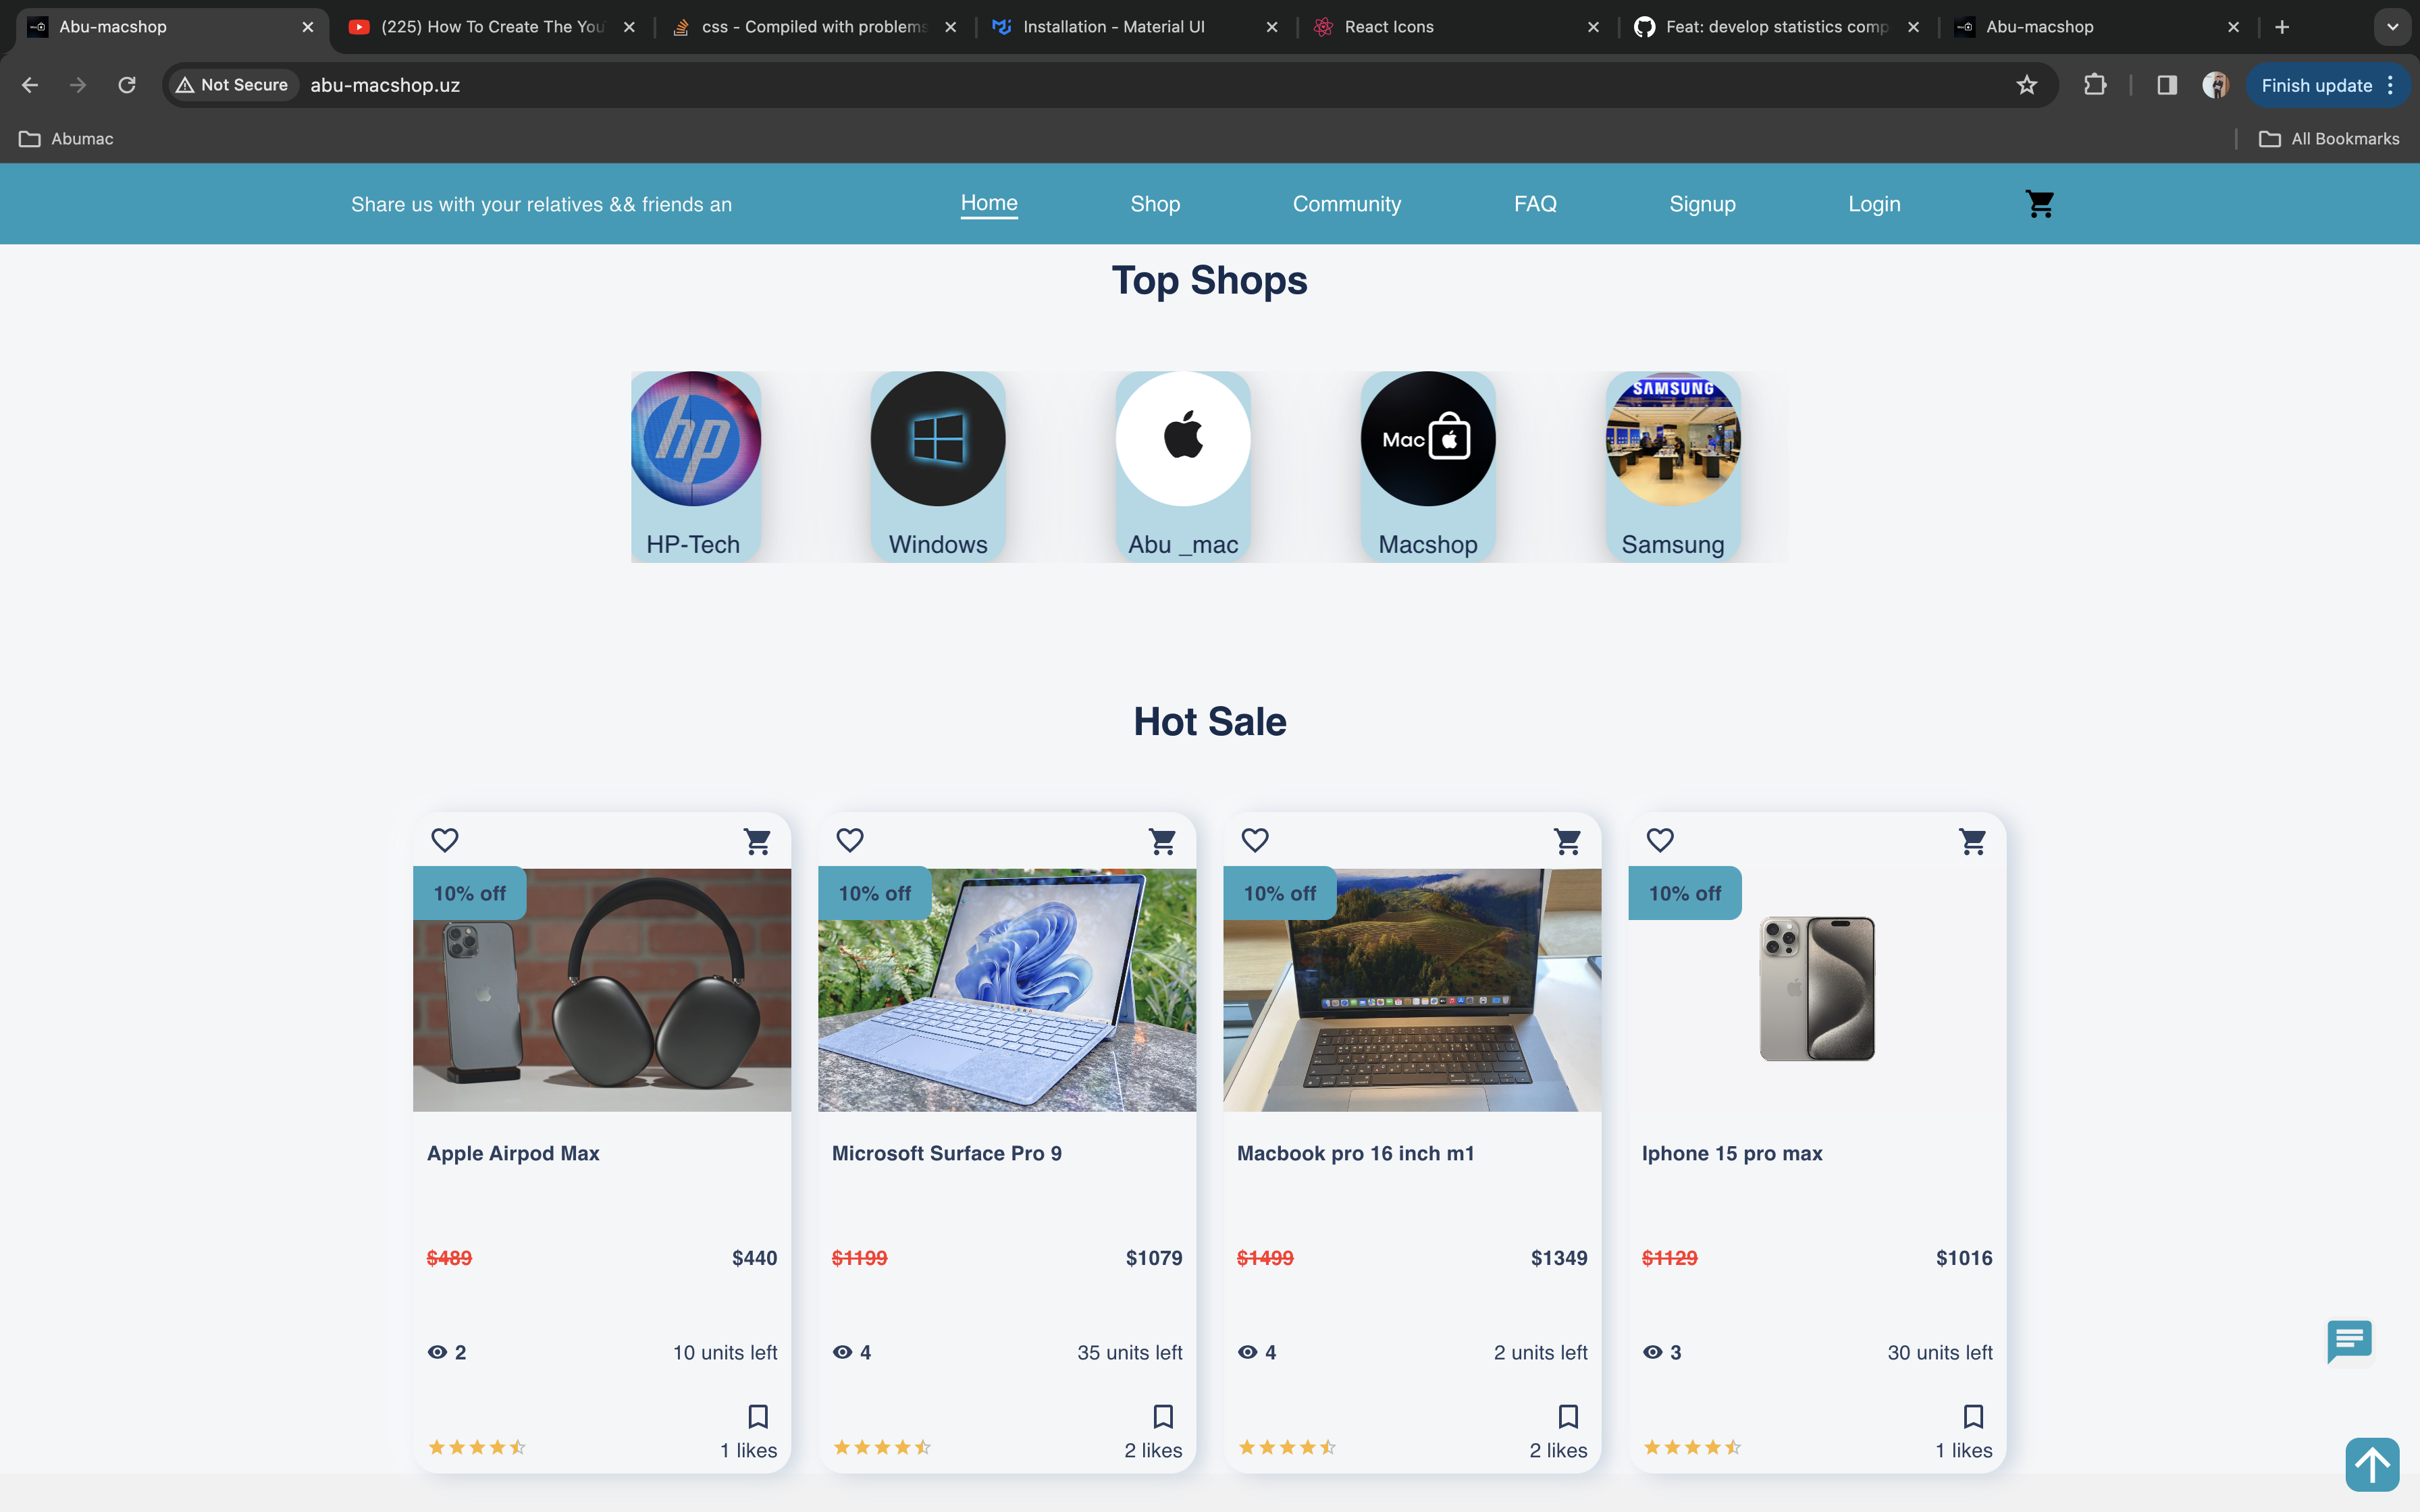 Abu-macshop
(225) How To Create The You
css - Compiled with problems
Installation - Material UI
React Icons
Feat: develop statistics comp
Abu-macshop
Not Secure
abu-macshop.uz
Finish update
Abumac
All Bookmarks
Share us with your relatives && friends an
Home
Shop
Community
FAQ
Signup
Login
Top Shops
hp
Mac
SAMSUNG
HP-Tech
Windows
Abu _mac
Macshop
Samsung
Hot Sale
10% off
10% off
10% off
10% off
Apple Airpod Max
Microsoft Surface Pro 9
Macbook pro 16 inch m1
Iphone 15 pro max
$489
$440
$1199
$1079
$1499
$1349
$1129
$1016
2
10 units left
4
35 units left
4
2 units left
3
30 units left
1 likes
2 likes
2 likes
1 likes